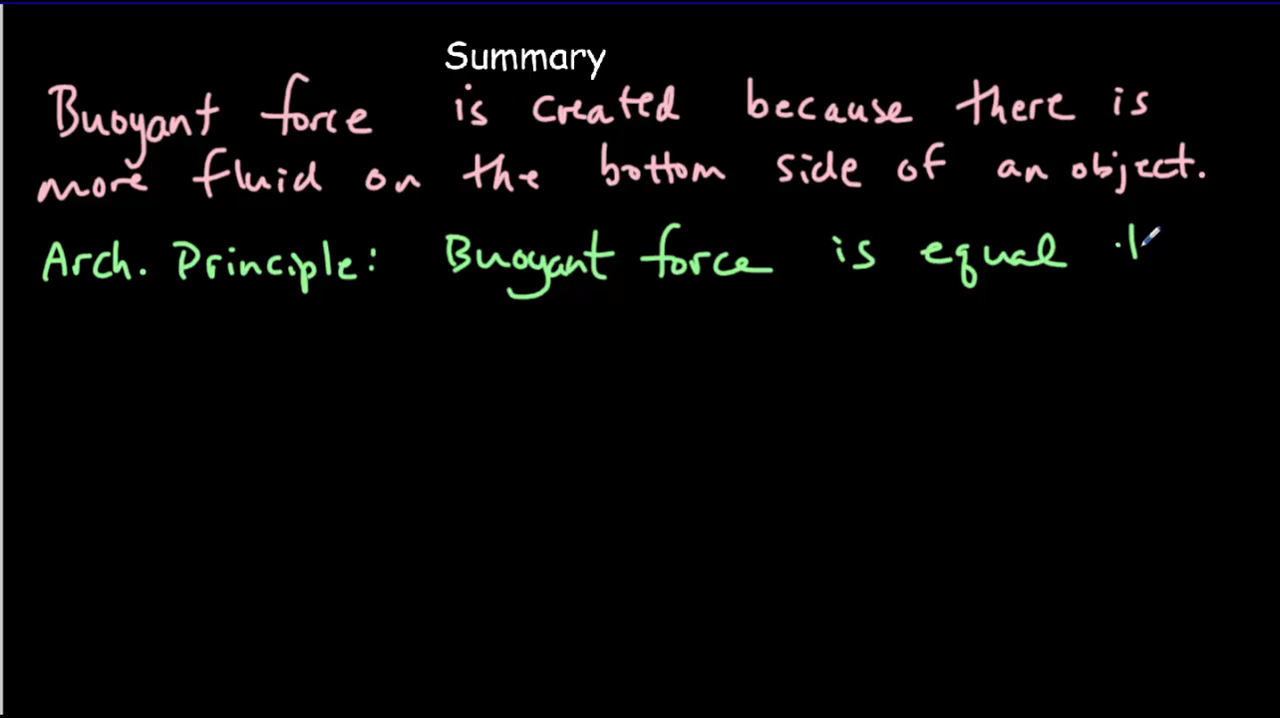 Summary
Buoyant force is created because there is
more fluid on the bottom side of an object.
Arch. Principle: Buoyant force is equal